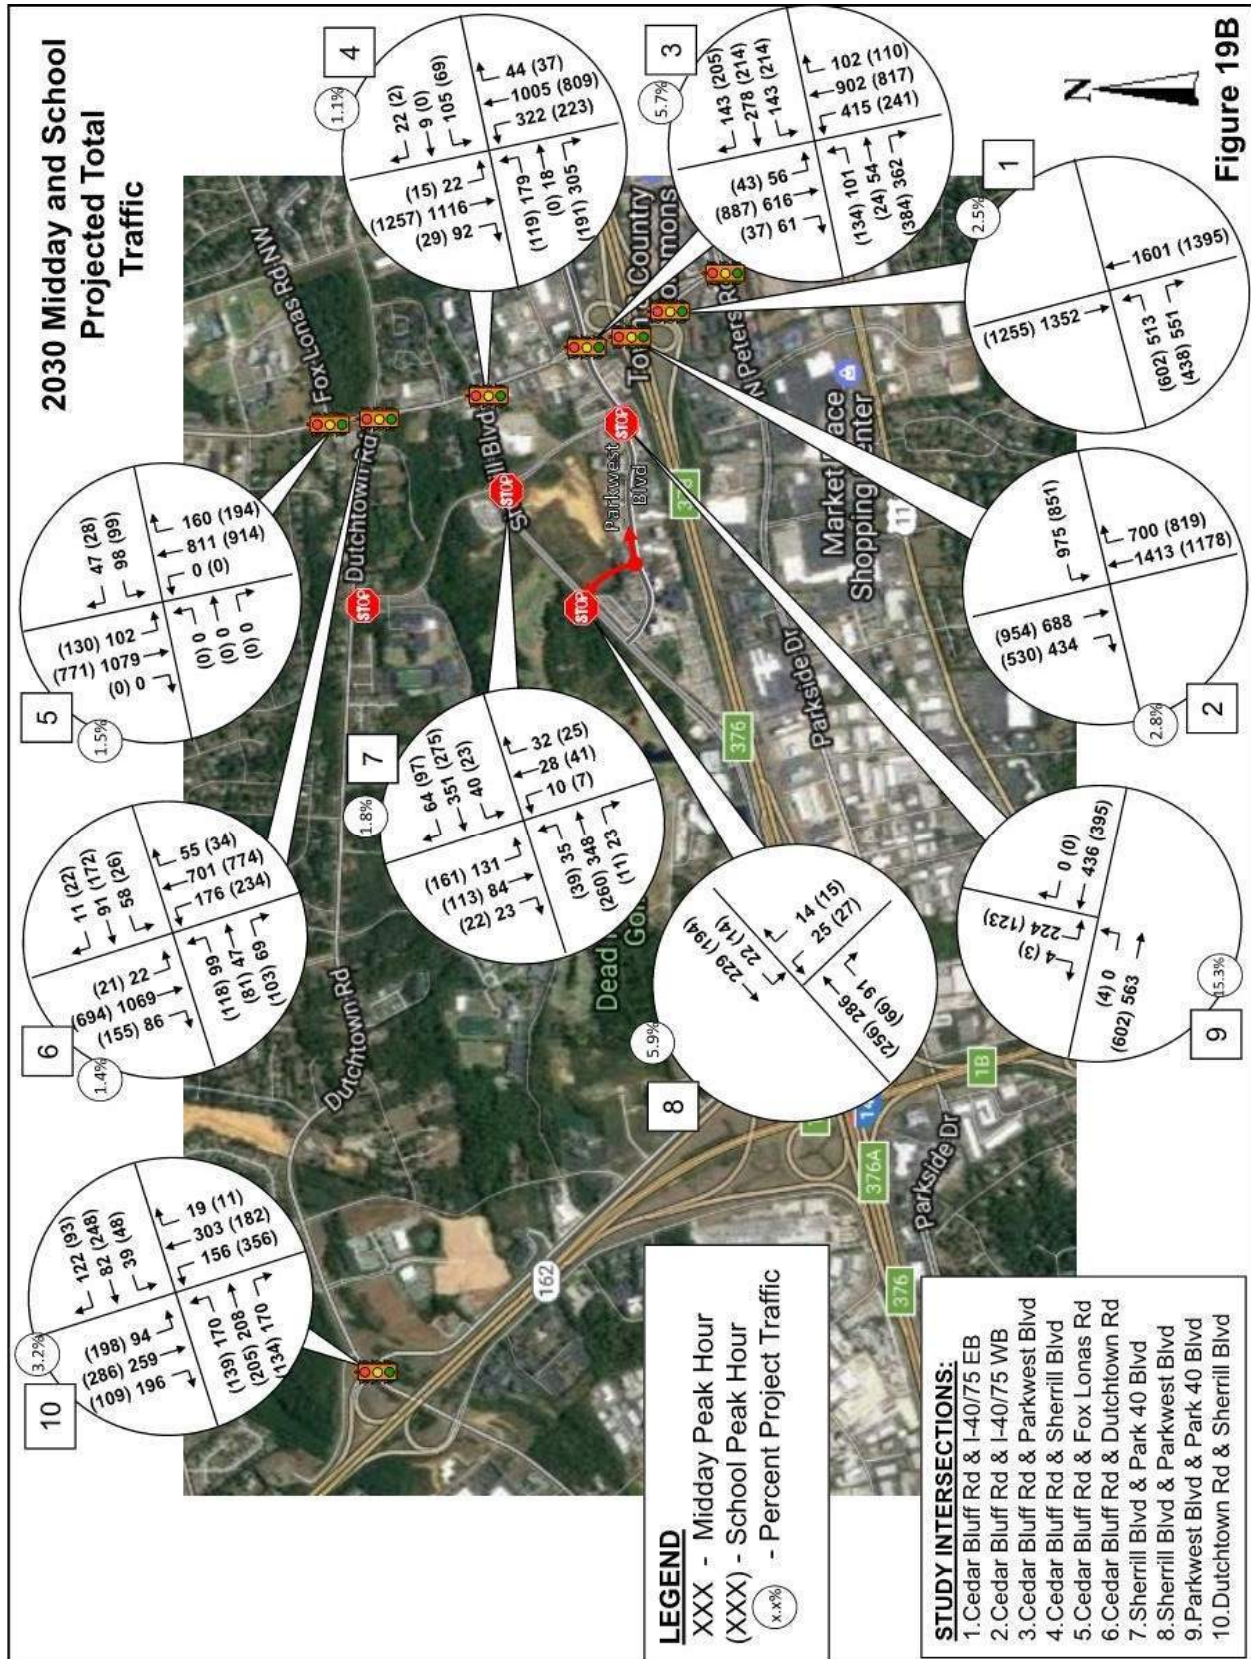 2030 Midday and School
Projected Total
Traffic
10
3.2%
122 (93)
82 (248)
39 (48)
(198) 94
(286) 259
(109) 196
(139) 170
(205) 208
(134) 170
19 (11)
303 (182)
156 (356)
6
1.4%
11 (22)
91 (172)
58 (26)
(21) 22
(694) 1069
(155) 86
(118) 99
(81) 47
(103) 69
55 (34)
701 (774)
176 (234)
5
1.5%
47 (28)
98 (99)
(130) 102
(771) 1079
(0) 0
(0) 0
(0) 0
(0) 0
160 (194)
811 (914)
0 (0)
4
1.1%
22 (2)
9 (0)
105 (69)
(15) 22
(1257) 1116
(29) 92
(119) 179
(0) 18
(191) 305
44 (37)
1005 (809)
322 (223)
7
1.8%
64 (97)
351 (275)
40 (23)
(161) 131
(113) 84
(22) 23
(39) 35
(260) 348
(11) 23
32 (25)
28 (41)
10 (7)
3
5.7%
143 (205)
278 (214)
143 (214)
(43) 56
(887) 616
(37) 61
(134) 101
(24) 54
(384) 362
102 (110)
902 (817)
415 (241)
8
5.9%
229 (194)
22 (14)
14 (15)
25 (27)
(256) 286
(66) 91
9
15.3%
4 (3)
224 (123)
0 (0)
436 (395)
(4) 0
(602) 563
2
2.8%
975 (851)
(954) 688
(530) 434
700 (819)
1413 (1178)
1
2.5%
(1255) 1352
(602) 513
(438) 551
1601 (1395)
Fox Lonas Rd NW
Dutchtown Rd
Dutchtown Rd
ll Blvd
STOP
STOP
STOP
STOP
Parkwest
Blvd
Dead
Gol
Country
mons
N Peters R
Market Place
Shopping Center
Parkside Dr
Parkside Dr
11
162
376
376
376A
1B
14
LEGEND
XXX - Midday Peak Hour
(XXX) - School Peak Hour
x.x% - Percent Project Traffic
STUDY INTERSECTIONS:
1.Cedar Bluff Rd & I-40/75 EB
2.Cedar Bluff Rd & I-40/75 WB
3.Cedar Bluff Rd & Parkwest Blvd
4.Cedar Bluff Rd & Sherrill Blvd
5.Cedar Bluff Rd & Fox Lonas Rd
6.Cedar Bluff Rd & Dutchtown Rd
7.Sherrill Blvd & Park 40 Blvd
8.Sherrill Blvd & Parkwest Blvd
9.Parkwest Blvd & Park 40 Blvd
10.Dutchtown Rd & Sherrill Blvd
N
Figure 19B